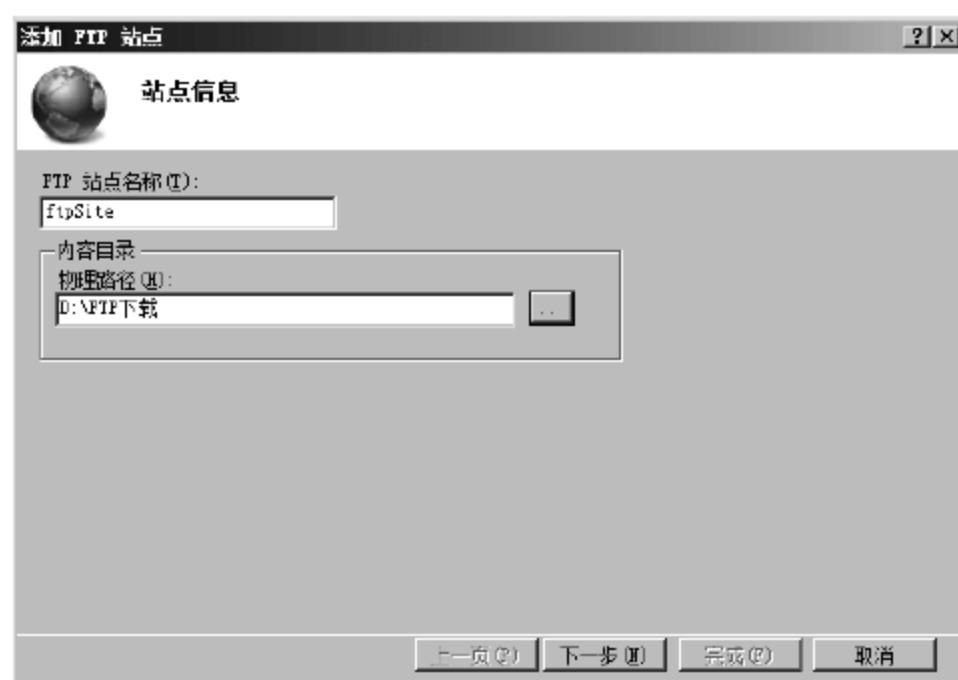 添加 FTP 站点
站点信息
FTP 站点名称(T):
ftpSite
内容目录
物理路径(H):
D:\FTP下载
..
上一页(P) 下一步(N) 完成(F) 取消